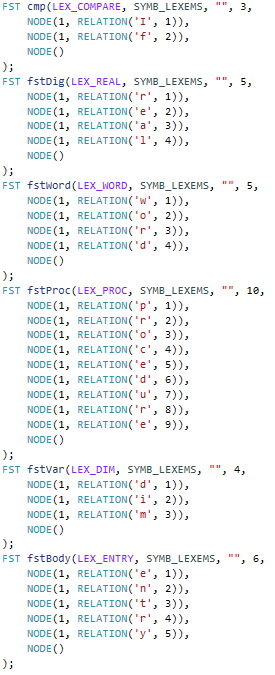 FST cmp(LEX_COMPARE, SYMB_LEXEMS, "", 3,
NODE(1, RELATION('I', 1)),
NODE(1, RELATION('f', 2)),
NODE()
);
FST fstDig(LEX_REAL, SYMB_LEXEMS, "", 5,
NODE(1, RELATION('r', 1)),
NODE(1, RELATION('e', 2)),
NODE(1, RELATION('a', 3)),
NODE(1, RELATION('l', 4)),
NODE()
);
FST fstWord(LEX_WORD, SYMB_LEXEMS, "", 5,
NODE(1, RELATION('w', 1)),
NODE(1, RELATION('o', 2)),
NODE(1, RELATION('r', 3)),
NODE(1, RELATION('d', 4)),
NODE()
);
FST fstProc(LEX_PROC, SYMB_LEXEMS, "", 10,
NODE(1, RELATION('p', 1)),
NODE(1, RELATION('r', 2)),
NODE(1, RELATION('o', 3)),
NODE(1, RELATION('c', 4)),
NODE(1, RELATION('e', 5)),
NODE(1, RELATION('d', 6)),
NODE(1, RELATION('u', 7)),
NODE(1, RELATION('r', 8)),
NODE(1, RELATION('e', 9)),
NODE()
);
FST fstVar(LEX_DIM, SYMB_LEXEMS, "", 4,
NODE(1, RELATION('d', 1)),
NODE(1, RELATION('i', 2)),
NODE(1, RELATION('m', 3)),
NODE()
);
FST fstBody(LEX_ENTRY, SYMB_LEXEMS, "", 6,
NODE(1, RELATION('e', 1)),
NODE(1, RELATION('n', 2)),
NODE(1, RELATION('t', 3)),
NODE(1, RELATION('r', 4)),
NODE(1, RELATION('y', 5)),
NODE()
);